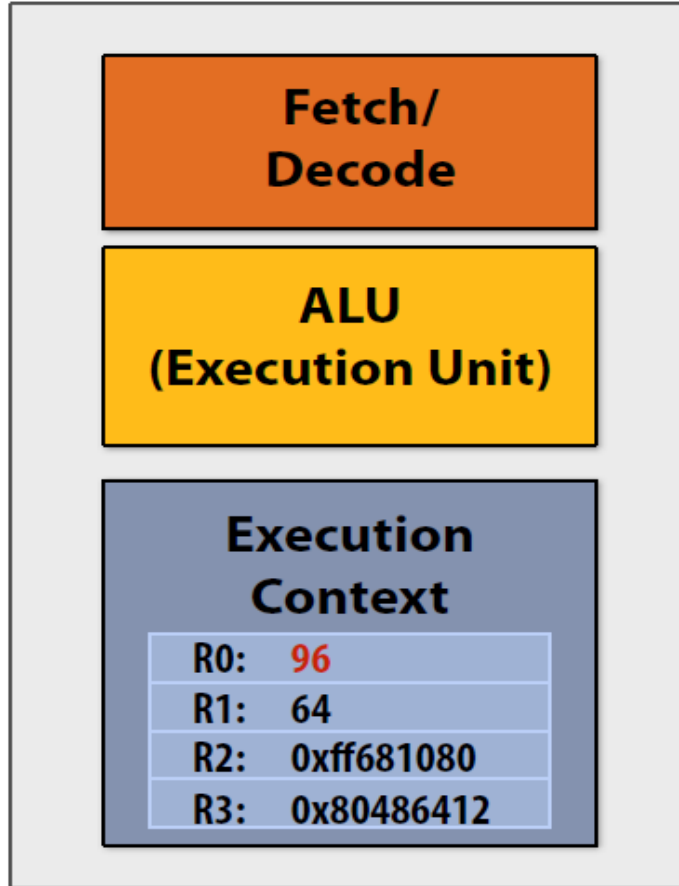 Fetch/
Decode
ALU
(Execution Unit)
Execution
Context
R0: 96
R1: 64
R2: 0xff681080
R3: 0x80486412